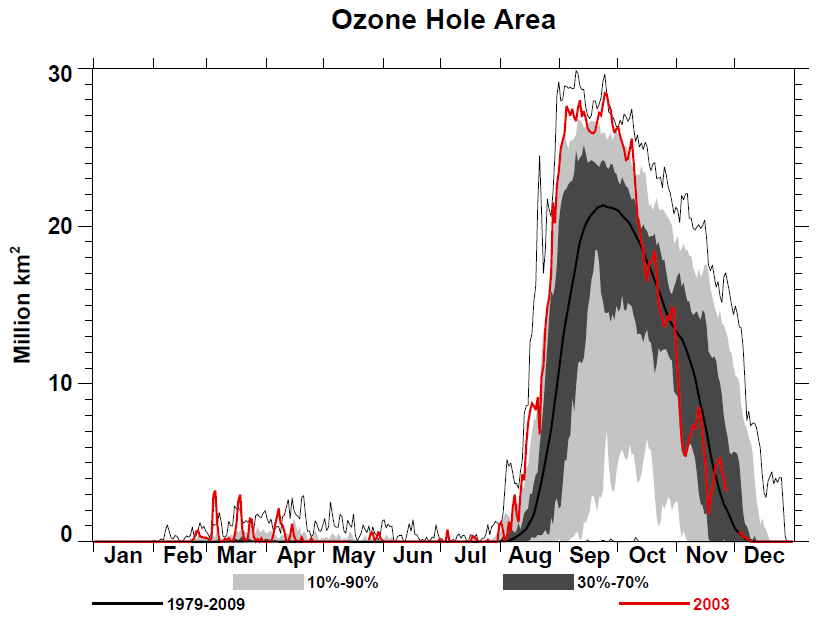 Ozone Hole Area
30
20
10
0
Million km²
Jan Feb Mar Apr May Jun Jul Aug Sep Oct Nov Dec
10%-90% 30%-70%
1979-2009 2003